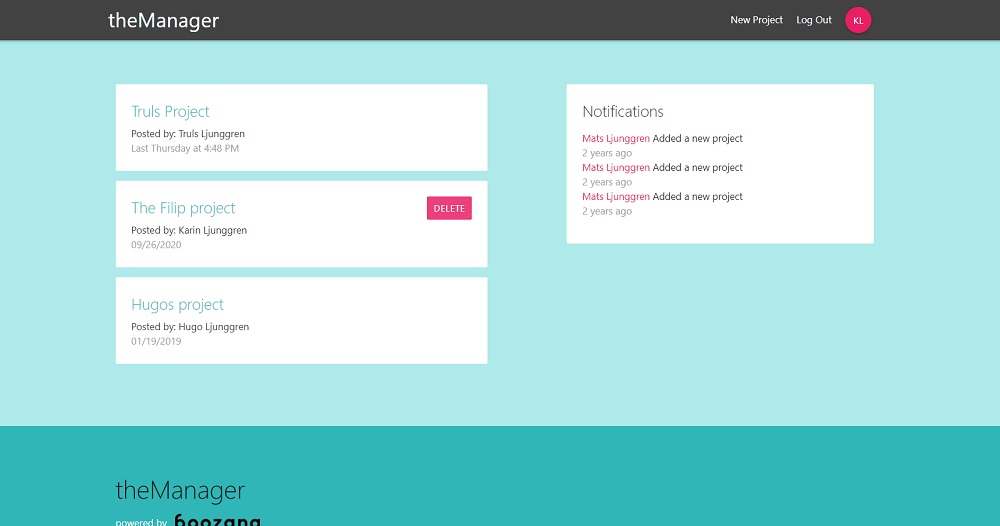 theManager
New Project
Log Out
KL
Truls Project
Posted by: Truls Ljunggren
Last Thursday at 4:48 PM
The Filip project
DELETE
Posted by: Karin Ljunggren
09/26/2020
Hugos project
Posted by: Hugo Ljunggren
01/19/2019
Notifications
Mats Ljunggren Added a new project
2 years ago
Mats Ljunggren Added a new project
2 years ago
Mats Ljunggren Added a new project
2 years ago
theManager
powered by boozang